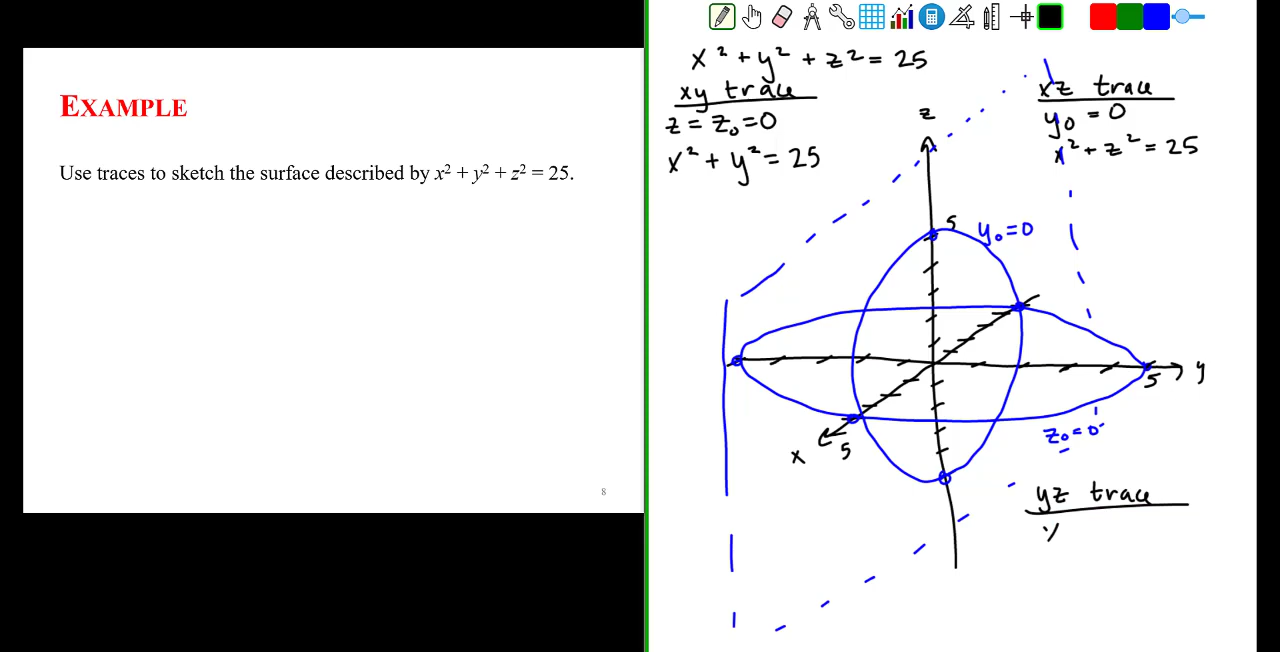 EXAMPLE
Use traces to sketch the surface described by x² + y² + z² = 25.
8
x² + y² + z² = 25
xy trace
z = z₀ = 0
x² + y² = 25
xz trace
y₀ = 0
x² + z² = 25
z
5
y₀ = 0
y
5
x
5
z₀ = 0
yz trace